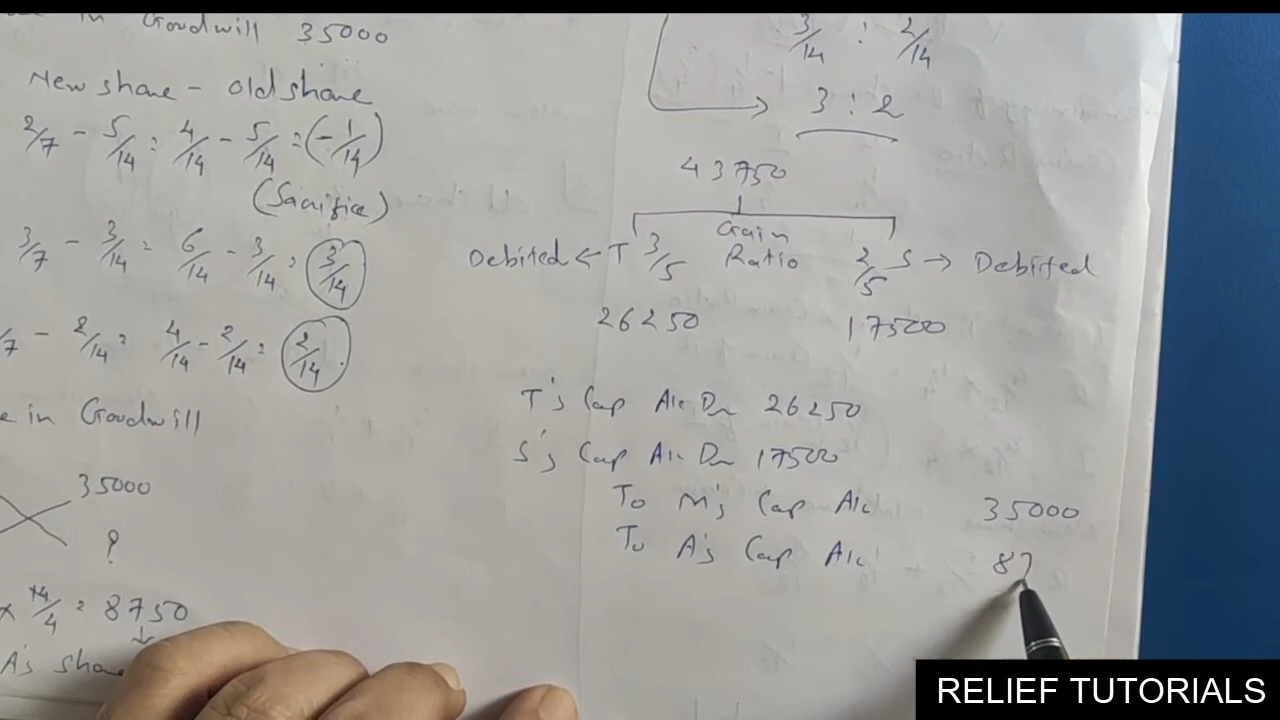 in Goodwill 35000
New share - old share
2/7 - 5/14 = 4/14 - 5/14 = (-1/14)
(Sacrifice)
3/7 - 3/14 = 6/14 - 3/14 = 3/14
/7 - 2/14 = 4/14 - 2/14 = 2/14
e in Goodwill
35000
?
x 14/4 = 8750
A's share
3/14 : 2/14
3 : 2
43750
Gain
Ratio
Debited ← T 3/5
2/5 S → Debited
26250
17500
T's Cap A/c Dr 26250
S's Cap A/c Dr 17500
To M's Cap A/c 35000
To A's Cap A/c 87
RELIEF TUTORIALS